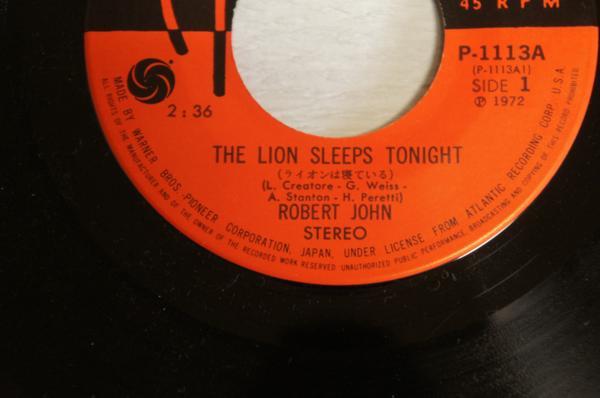 45 RPM
P-1113A
(P-1113A1)
SIDE 1
Ⓟ 1972
2:36
THE LION SLEEPS TONIGHT
(ライオンは寝ている)
(L. Creatore - G. Weiss -
A. Stanton - H. Peretti)
ROBERT JOHN
STEREO
MADE BY WARNER BROS.-PIONEER CORPORATION, JAPAN, UNDER LICENSE FROM ATLANTIC RECORDING CORP. U.S.A.
ALL RIGHTS OF THE MANUFACTURER AND OF THE OWNER OF THE RECORDED WORK RESERVED UNAUTHORIZED PUBLIC PERFORMANCE, BROADCASTING AND COPYING OF THIS RECORD PROHIBITED